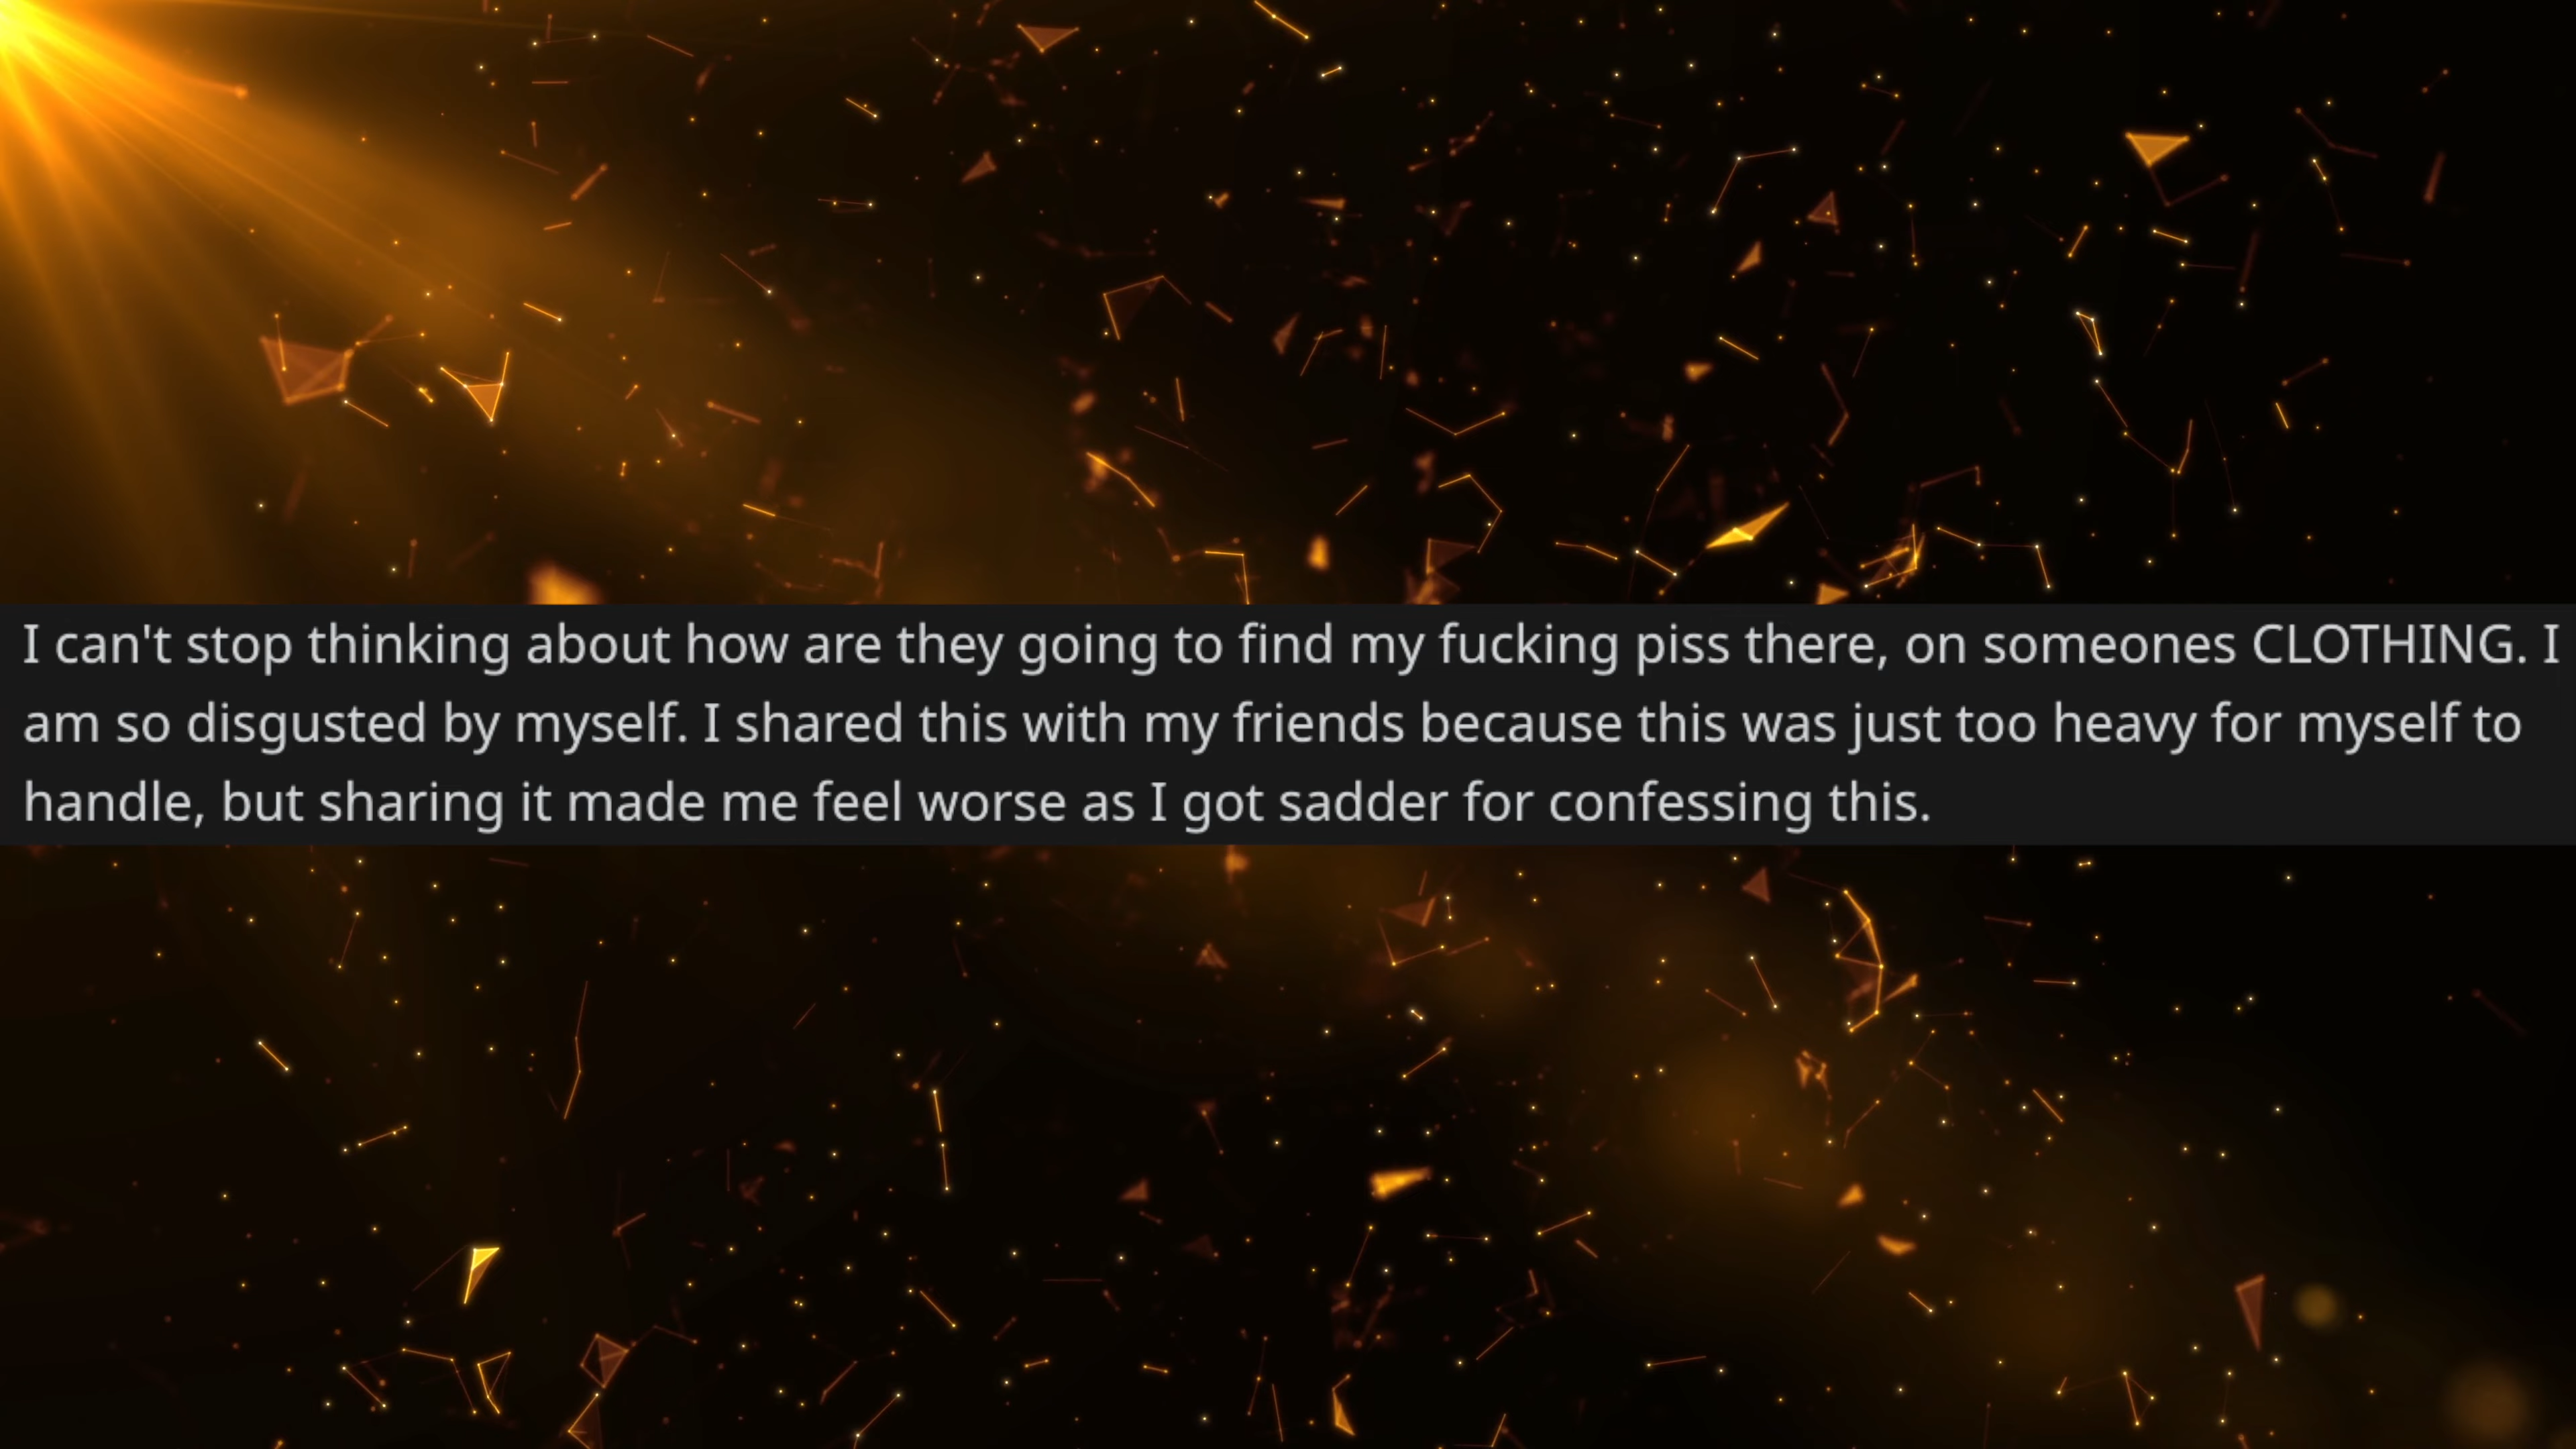 I can't stop thinking about how are they going to find my fucking piss there, on someones CLOTHING. I
am so disgusted by myself. I shared this with my friends because this was just too heavy for myself to
handle, but sharing it made me feel worse as I got sadder for confessing this.